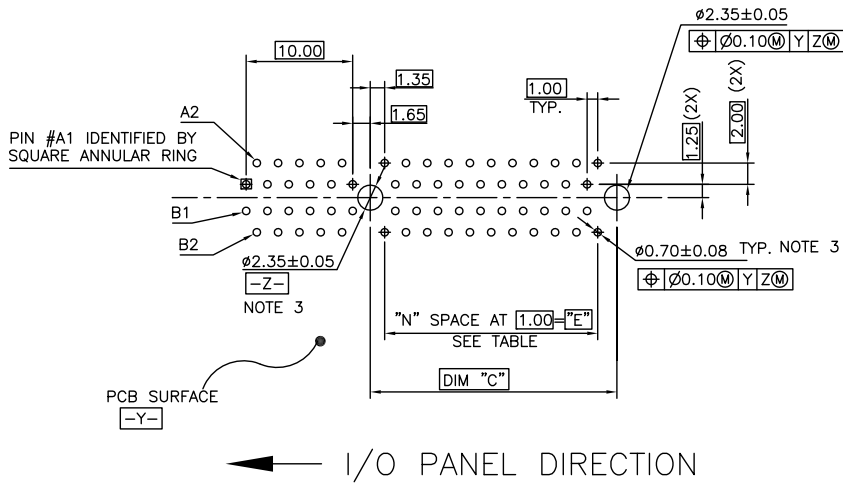 ø2.35±0.05
⌖ Ø0.10Ⓜ Y ZⓂ
10.00
1.35
1.65
1.00
TYP.
1.25 (2X)
2.00 (2X)
A2
PIN #A1 IDENTIFIED BY
SQUARE ANNULAR RING
B1
B2
ø2.35±0.05
-Z-
NOTE 3
ø0.70±0.08 TYP. NOTE 3
⌖ Ø0.10Ⓜ Y ZⓂ
"N" SPACE AT 1.00="E"
SEE TABLE
DIM "C"
PCB SURFACE
-Y-
I/O PANEL DIRECTION